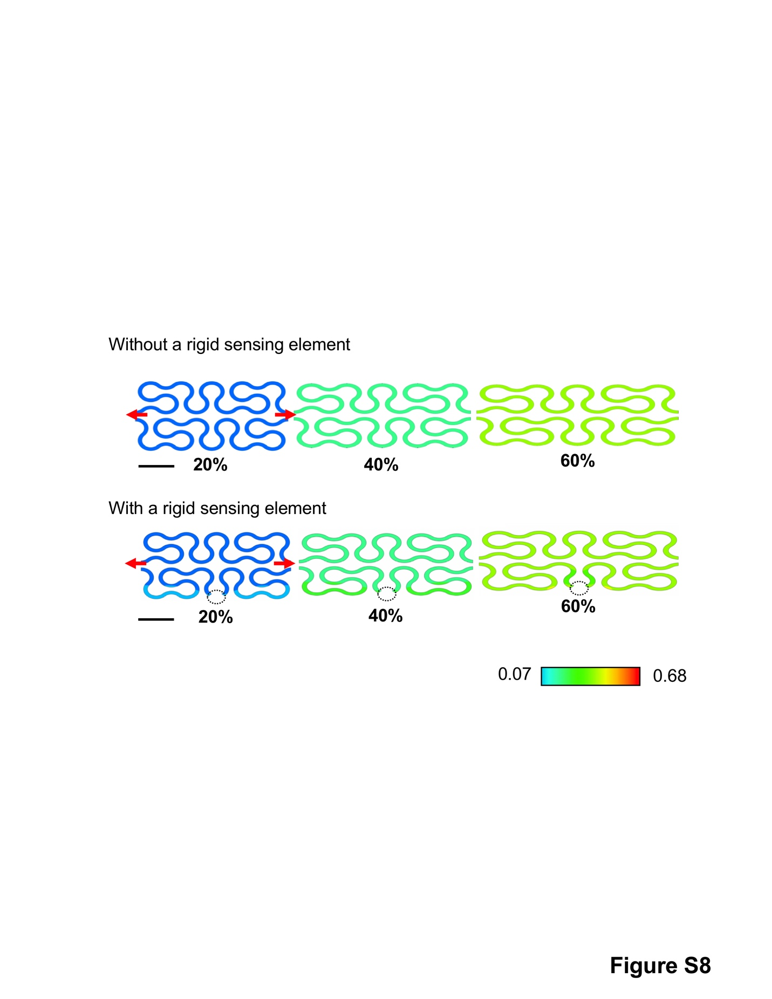 Without a rigid sensing element
20%
40%
60%
With a rigid sensing element
20%
40%
60%
0.07
0.68
Figure S8